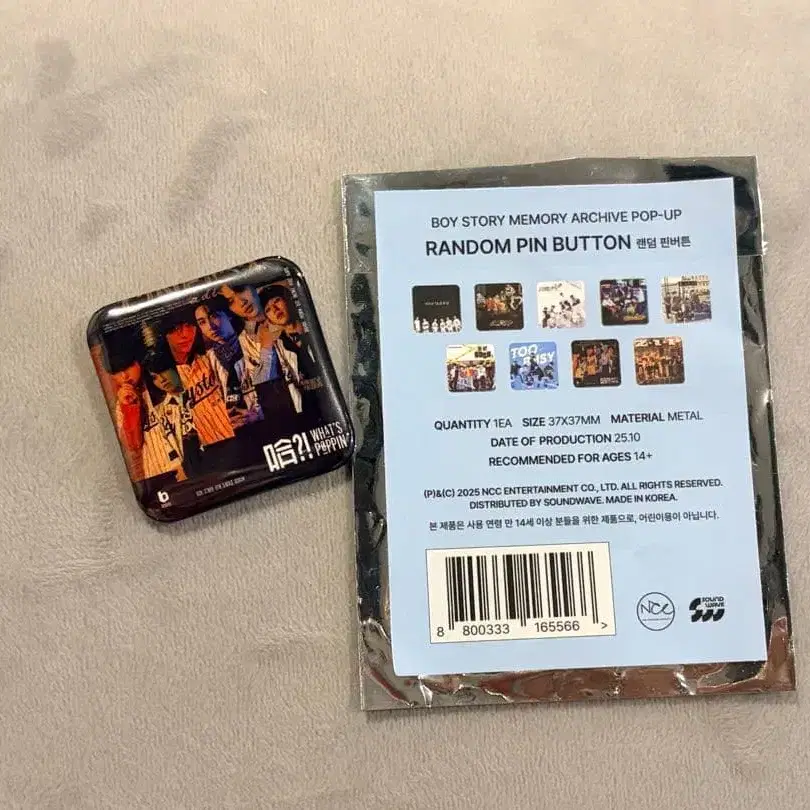 哈?! WHAT'S
POPPIN'
b
BOY STORY MEMORY ARCHIVE POP-UP
RANDOM PIN BUTTON 랜덤 핀버튼
TOO
BUSY
QUANTITY 1EA SIZE 37X37MM MATERIAL METAL
DATE OF PRODUCTION 25.10
RECOMMENDED FOR AGES 14+
(P)&(C) 2025 NCC ENTERTAINMENT CO., LTD. ALL RIGHTS RESERVED.
DISTRIBUTED BY SOUNDWAVE. MADE IN KOREA.
본 제품은 사용 연령 만 14세 이상 분들을 위한 제품으로, 어린이용이 아닙니다.
8 800333 165566 >
NCC
SOUND
WAVE